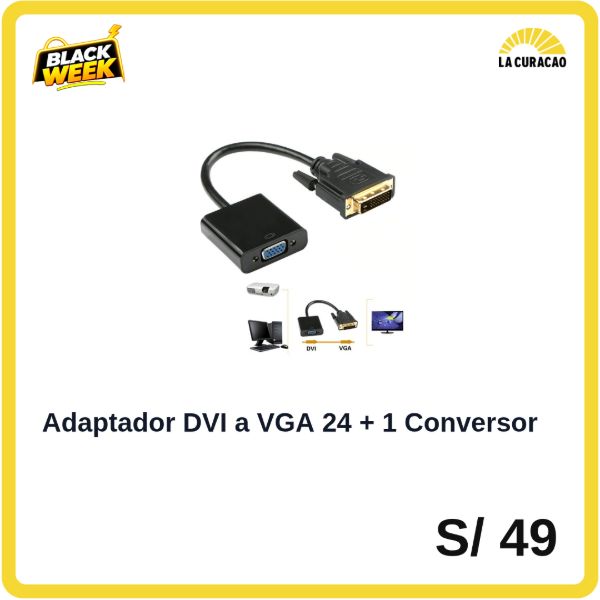 BLACK
WEEK
LA CURACAO
DVI
VGA
Adaptador DVI a VGA 24 + 1 Conversor
S/ 49